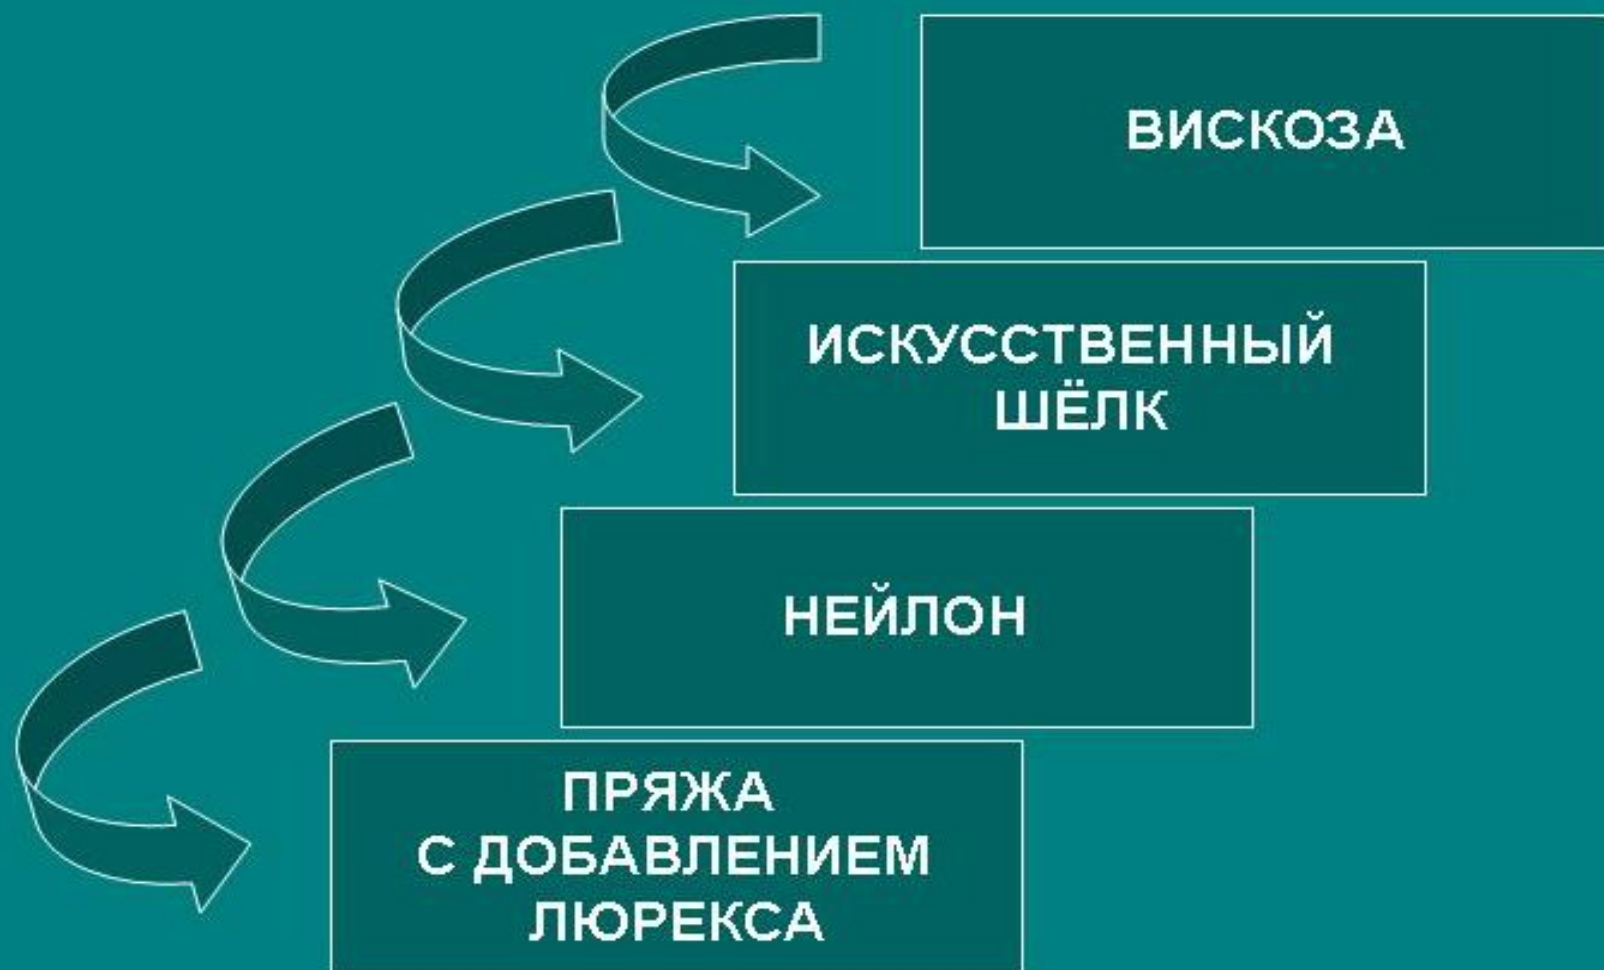 ВИСКОЗА
ИСКУССТВЕННЫЙ
ШЁЛК
НЕЙЛОН
ПРЯЖА
С ДОБАВЛЕНИЕМ
ЛЮРЕКСА